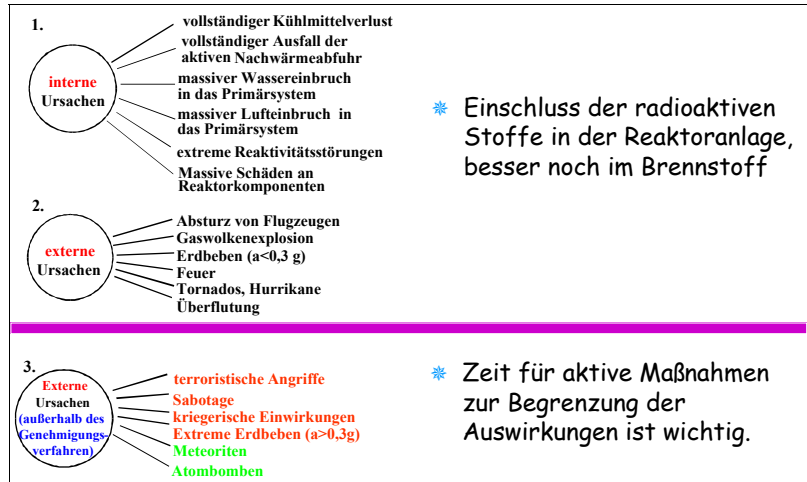 1.
interne
Ursachen
vollständiger Kühlmittelverlust
vollständiger Ausfall der
aktiven Nachwärmeabfuhr
massiver Wassereinbruch
in das Primärsystem
massiver Lufteinbruch in
das Primärsystem
extreme Reaktivitätsstörungen
Massive Schäden an
Reaktorkomponenten
Einschluss der radioaktiven
Stoffe in der Reaktoranlage,
besser noch im Brennstoff
2.
externe
Ursachen
Absturz von Flugzeugen
Gaswolkenexplosion
Erdbeben (a<0,3 g)
Feuer
Tornados, Hurrikane
Überflutung
3.
Externe
Ursachen
(außerhalb des
Genehmigungs-
verfahren)
terroristische Angriffe
Sabotage
kriegerische Einwirkungen
Extreme Erdbeben (a>0,3g)
Meteoriten
Atombomben
Zeit für aktive Maßnahmen
zur Begrenzung der
Auswirkungen ist wichtig.